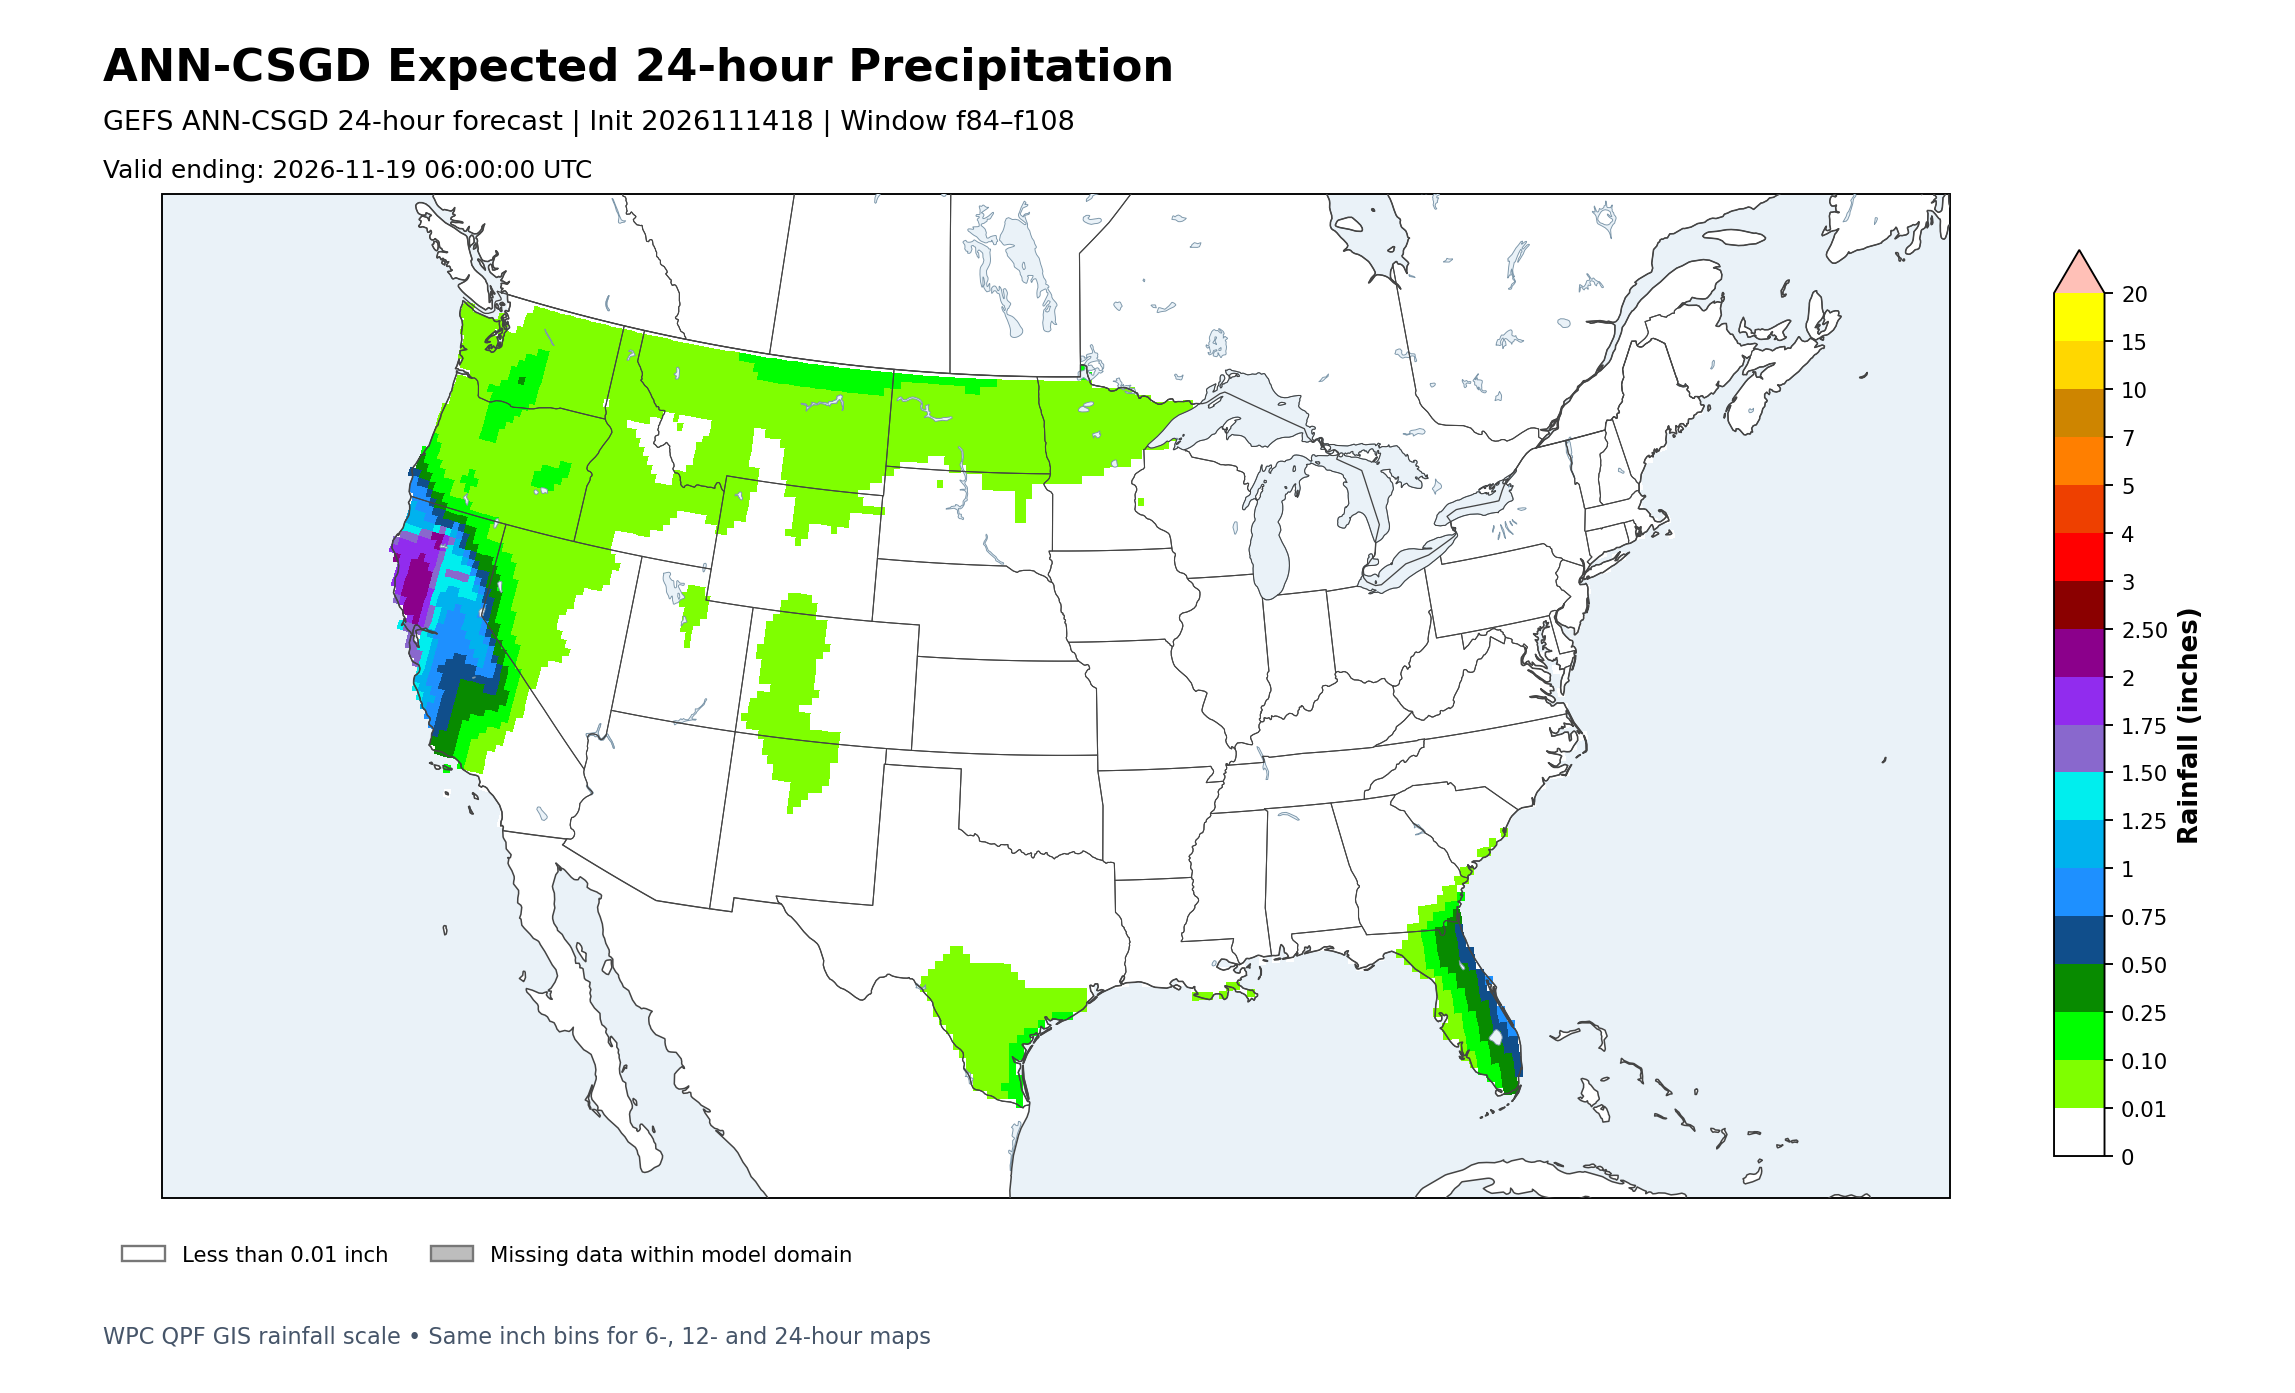 ANN-CSGD Expected 24-hour Precipitation
GEFS ANN-CSGD 24-hour forecast | Init 2026111418 | Window f84–f108
Valid ending: 2026-11-19 06:00:00 UTC
20
15
10
7
5
4
3
2.50
2
1.75
1.50
1.25
1
0.75
0.50
0.25
0.10
0.01
0
Rainfall (inches)
Less than 0.01 inch
Missing data within model domain
WPC QPF GIS rainfall scale • Same inch bins for 6-, 12- and 24-hour maps